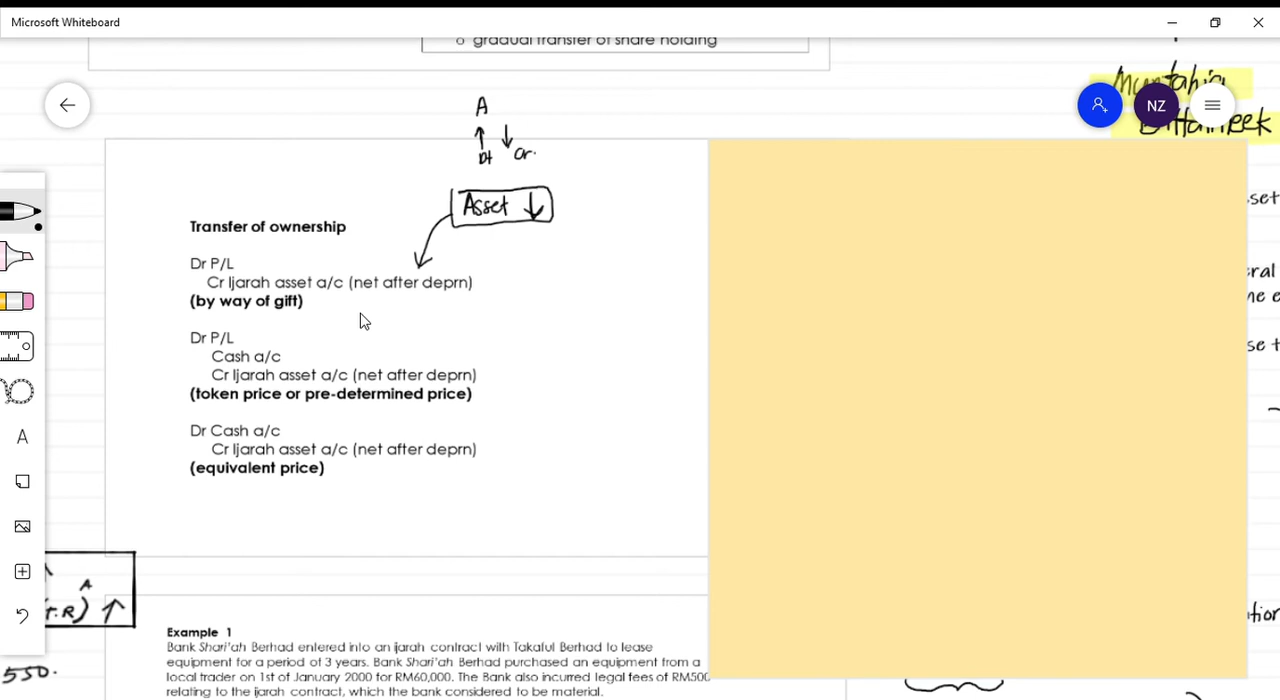 Microsoft Whiteboard
o gradual transfer of share holding
A
Dt Cr.
NZ
Asset ↓
Transfer of ownership
Dr P/L
Cr Ijarah asset a/c (net after deprn)
(by way of gift)
Dr P/L
Cash a/c
Cr Ijarah asset a/c (net after deprn)
(token price or pre-determined price)
Dr Cash a/c
Cr Ijarah asset a/c (net after deprn)
(equivalent price)
A
550.
Example 1
Bank Shari'ah Berhad entered into an ijarah contract with Takaful Berhad to lease
equipment for a period of 3 years. Bank Shari'ah Berhad purchased an equipment from a
local trader on 1st of January 2000 for RM60,000. The Bank also incurred legal fees of RM500
relating to the ijarah contract, which the bank considered to be material.